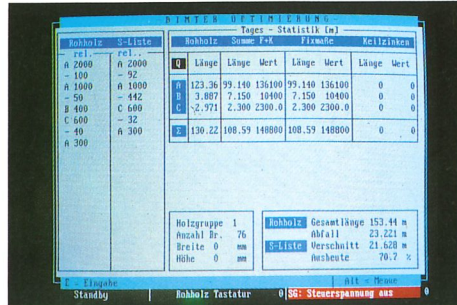 DIMTER OPTIMIERUNG
Tages - Statistik [m]
Rohholz S-Liste
rel. rel..
A 2000 A 2000
- 100 - 92
A 1000 A 1000
- 50 - 442
B 400 C 600
C 600 - 32
- 40 A 300
A 300
Rohholz Summe F+K Fixmaße Keilzinken
Q Länge Länge Wert Länge Wert Länge Wert
A 123.36 99.140 136100 99.140 136100 0 0
B 3.887 7.150 10400 7.150 10400 0 0
C 2.971 2.300 2300.0 2.300 2300.0 0 0
Σ 130.22 108.59 148800 108.59 148800 0 0
Holzgruppe 1
Anzahl Br. 76
Breite 0 mm
Höhe 0 mm
Rohholz Gesamtlänge 153.44 m
Abfall 23.221 m
S-Liste Verschnitt 21.628 m
Ausbeute 70.7 %
E - Eingabe Alt = Menue
Standby Rohholz Tastatur 0 SG: Steuerspannung aus 0